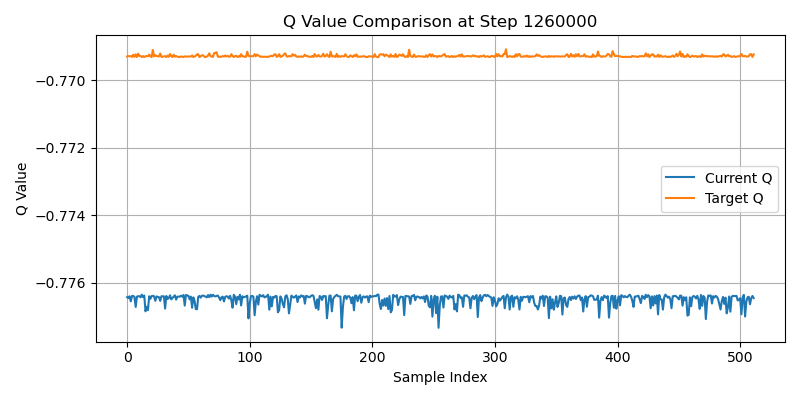 Q Value Comparison at Step 1260000
Q Value
−0.770
−0.772
−0.774
−0.776
Current Q
Target Q
0
100
200
300
400
500
Sample Index